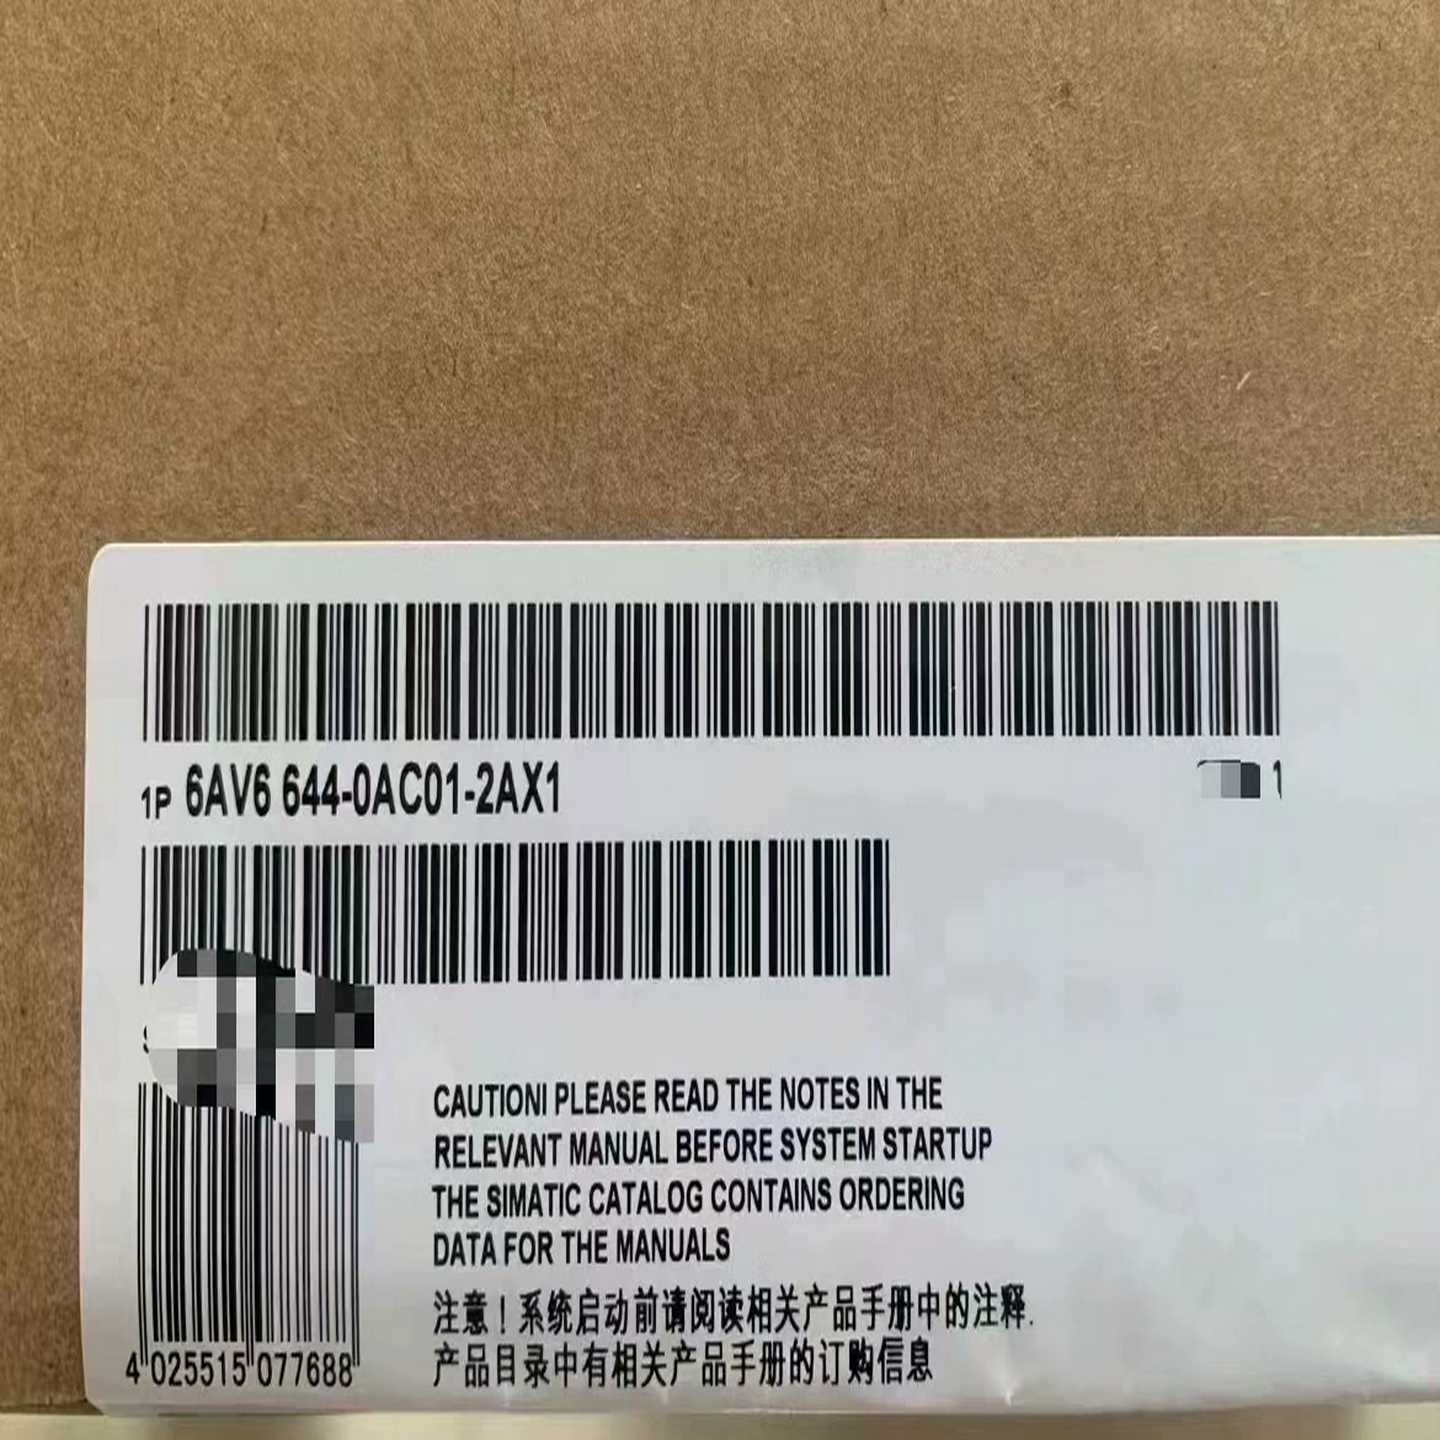 1P 6AV6 644-0AC01-2AX1
CAUTION! PLEASE READ THE NOTES IN THE
RELEVANT MANUAL BEFORE SYSTEM STARTUP
THE SIMATIC CATALOG CONTAINS ORDERING
DATA FOR THE MANUALS
注意！系统启动前请阅读相关产品手册中的注释.
产品目录中有相关产品手册的订购信息
4 025515 077688